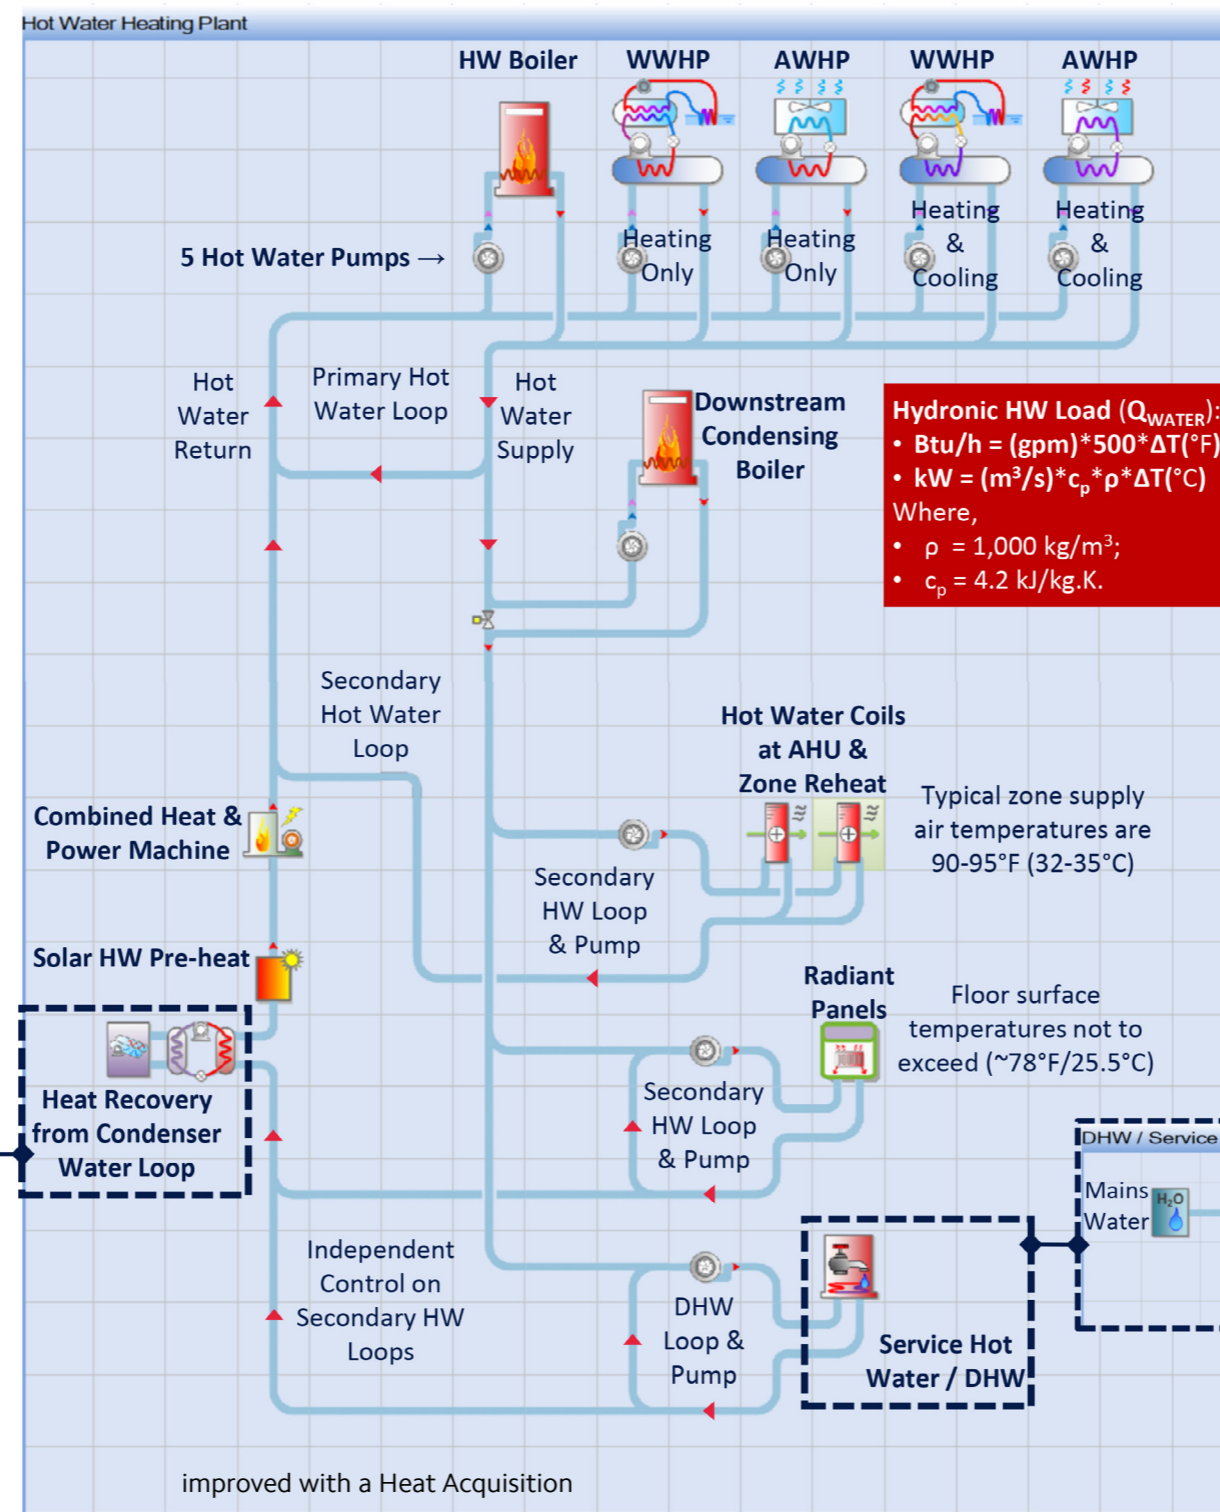 Hot Water Heating Plant
HW Boiler
WWHP
AWHP
WWHP
AWHP
5 Hot Water Pumps →
Heating
Only
Heating
Only
Heating
&
Cooling
Heating
&
Cooling
Hot
Water
Return
Primary Hot
Water Loop
Hot
Water
Supply
Downstream
Condensing
Boiler
Hydronic HW Load (Q_WATER):
• Btu/h = (gpm)*500*ΔT(°F)
• kW = (m³/s)*cₚ*ρ*ΔT(°C)
Where,
• ρ = 1,000 kg/m³;
• cₚ = 4.2 kJ/kg.K.
Secondary
Hot Water
Loop
Hot Water Coils
at AHU &
Zone Reheat
Typical zone supply
air temperatures are
90-95°F (32-35°C)
Combined Heat &
Power Machine
Secondary
HW Loop
& Pump
Solar HW Pre-heat
Radiant
Panels
Floor surface
temperatures not to
exceed (~78°F/25.5°C)
Heat Recovery
from Condenser
Water Loop
Secondary
HW Loop
& Pump
DHW / Service
Mains
Water
H₂O
Independent
Control on
Secondary HW
Loops
DHW
Loop &
Pump
Service Hot
Water / DHW
improved with a Heat Acquisition